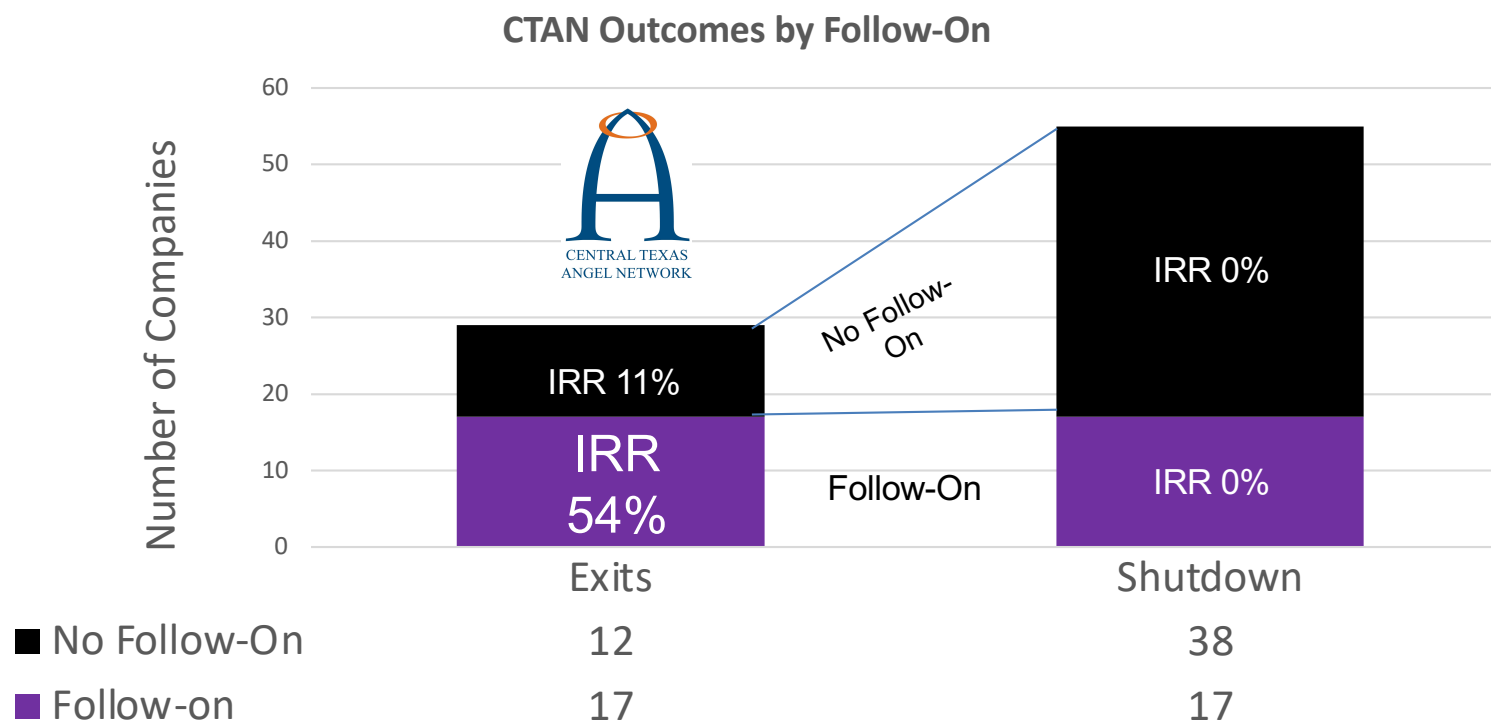 CTAN Outcomes by Follow-On
Number of Companies
60
50
40
30
20
10
0
CENTRAL TEXAS
ANGEL NETWORK
IRR 11%
IRR
54%
No Follow-
On
Follow-On
IRR 0%
IRR 0%
Exits
Shutdown
No Follow-On 12 38
Follow-on 17 17